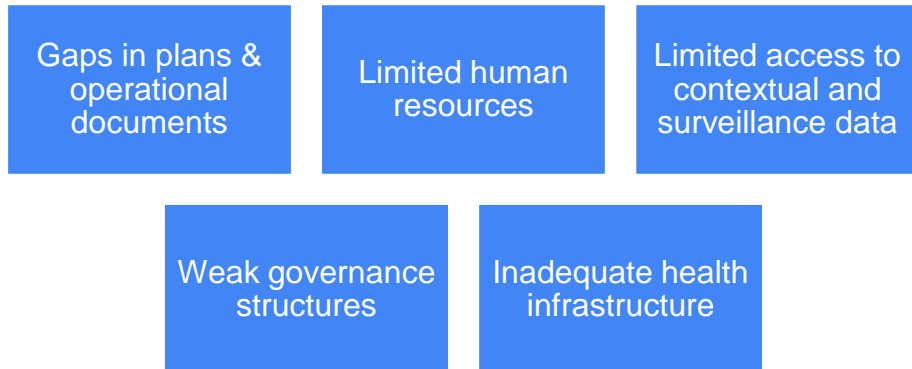 Gaps in plans &
operational
documents
Limited human
resources
Limited access to
contextual and
surveillance data
Weak governance
structures
Inadequate health
infrastructure